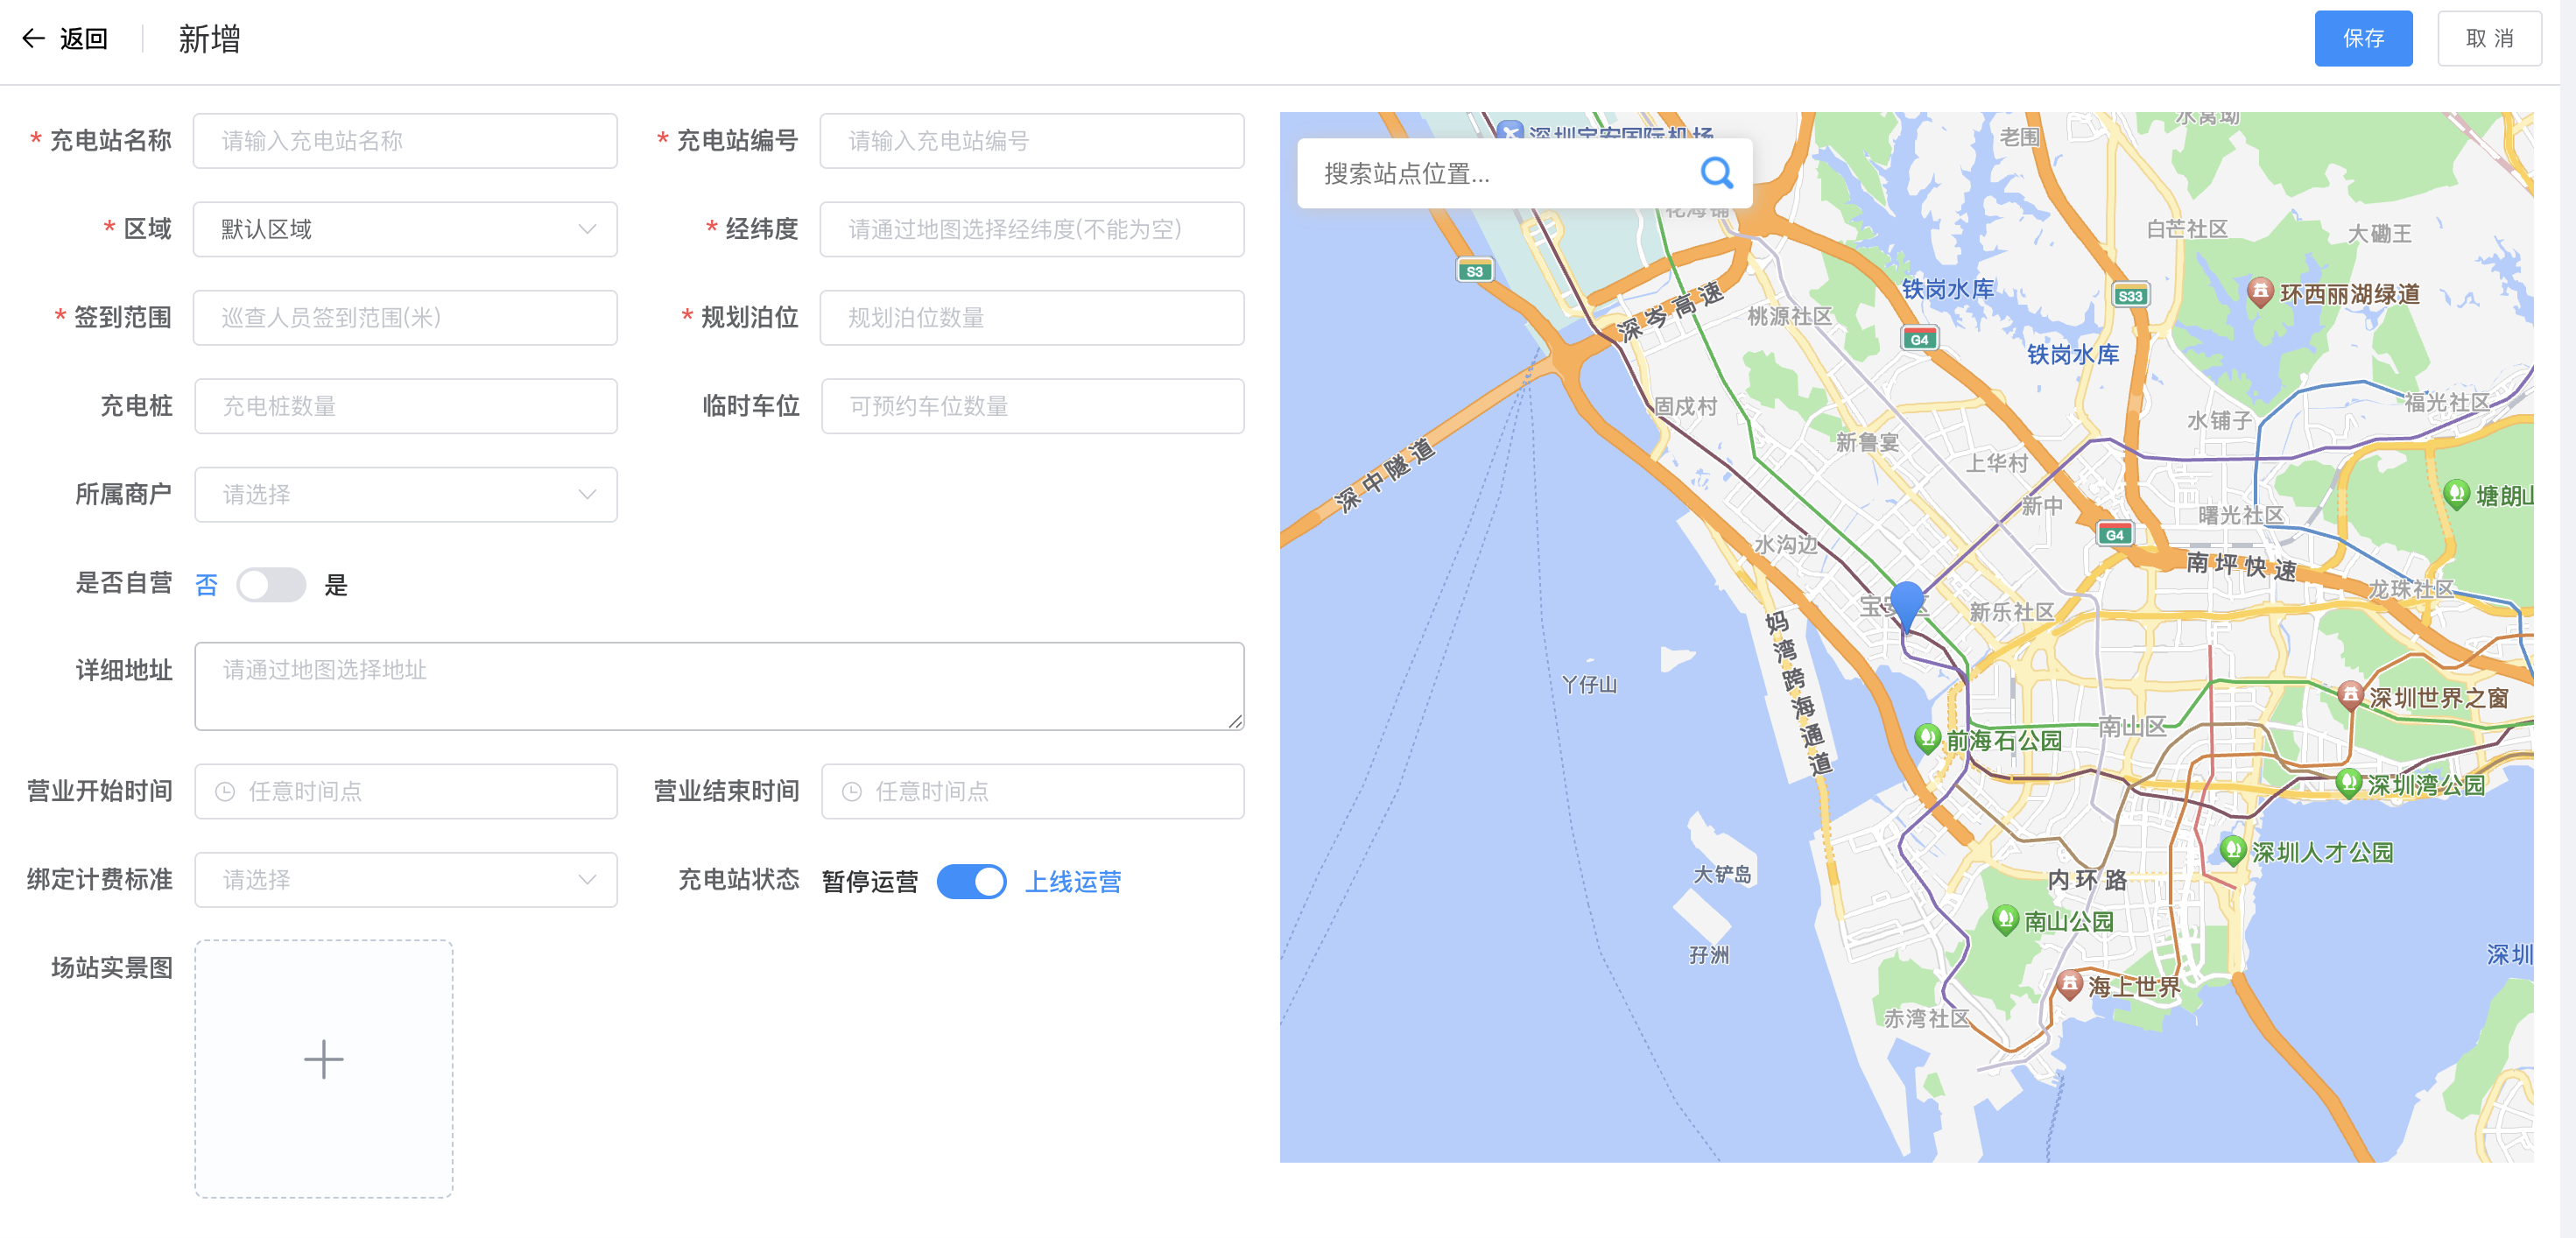 返回
新增
保存
取 消
* 充电站名称
请输入充电站名称
* 充电站编号
请输入充电站编号
* 区域
默认区域
* 经纬度
请通过地图选择经纬度(不能为空)
* 签到范围
巡查人员签到范围(米)
* 规划泊位
规划泊位数量
充电桩
充电桩数量
临时车位
可预约车位数量
所属商户
请选择
是否自营
否
是
详细地址
请通过地图选择地址
营业开始时间
任意时间点
营业结束时间
任意时间点
绑定计费标准
请选择
充电站状态
暂停运营
上线运营
场站实景图
深圳宝安国际机场
搜索站点位置...
老围
白芒社区
大磡王
S3
铁岗水库
S33
环西丽湖绿道
深岑高速
桃源社区
G4
铁岗水库
固戍村
福光社区
水铺子
新鲁宴
深中隧道
上华村
塘朗山
新中
曙光社区
G4
水沟边
南坪快速
龙珠社区
新乐社区
妈湾跨海通道
丫仔山
深圳世界之窗
南山区
前海石公园
深圳湾公园
深圳人才公园
大铲岛
内环路
南山公园
孖洲
深圳
海上世界
赤湾社区